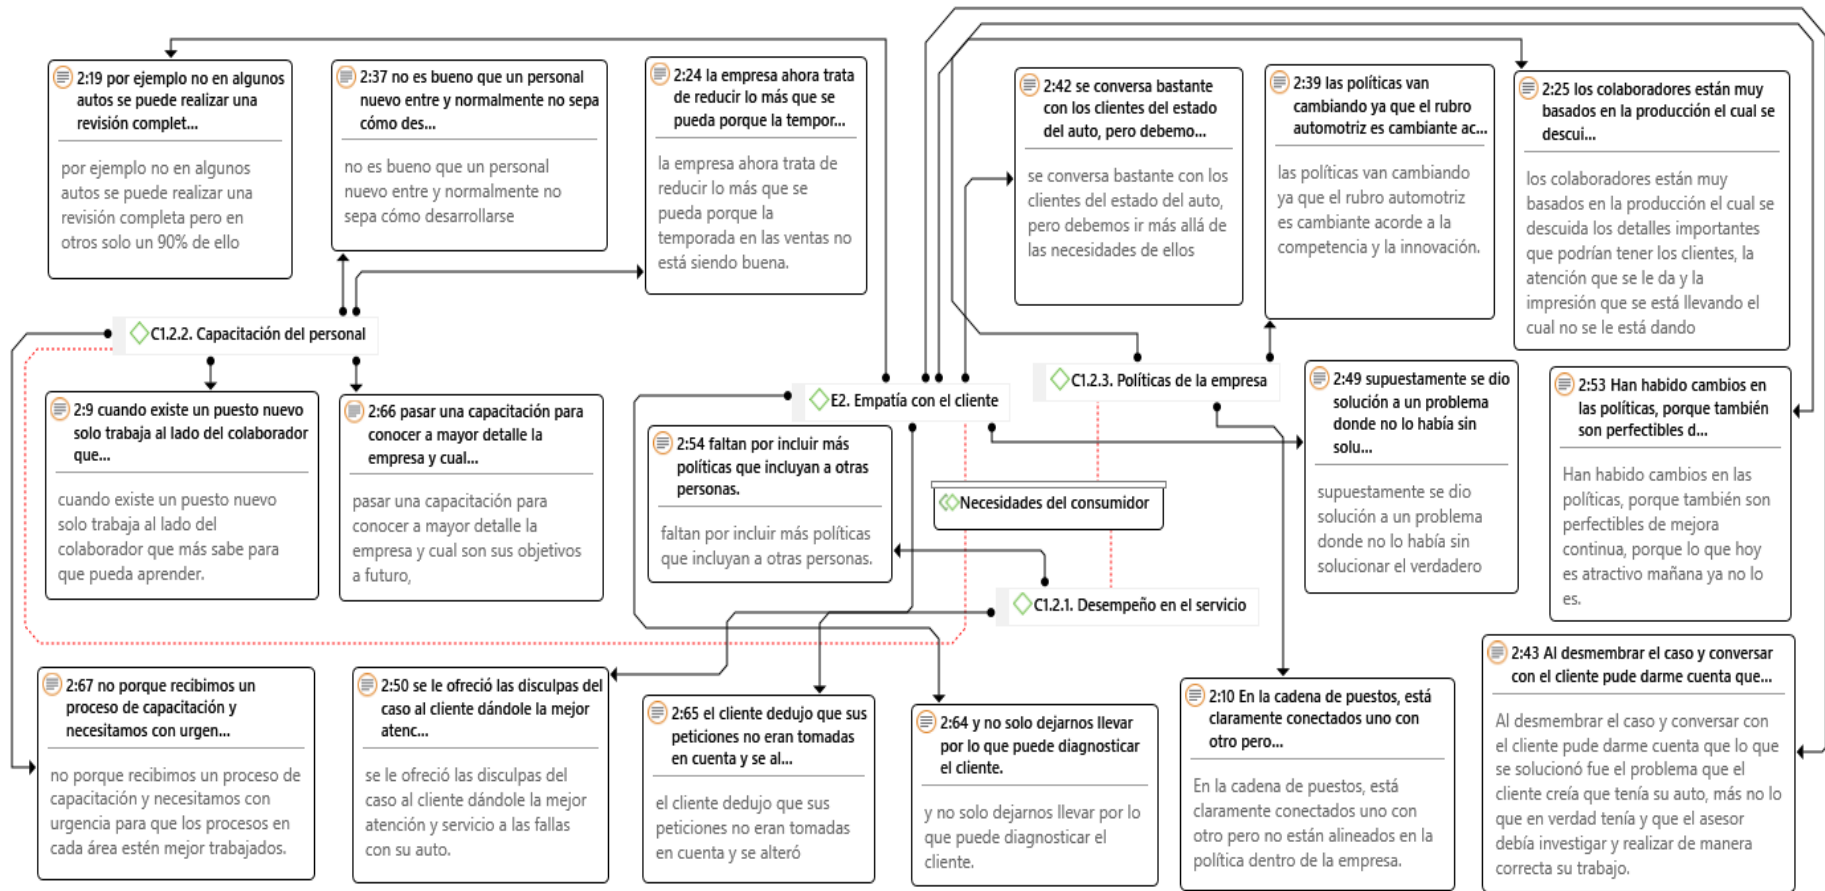 2:19 por ejemplo no en algunos
autos se puede realizar una
revisión complet...
por ejemplo no en algunos
autos se puede realizar una
revisión completa pero en
otros solo un 90% de ello
2:37 no es bueno que un personal
nuevo entre y normalmente no sepa
cómo des...
no es bueno que un personal
nuevo entre y normalmente no
sepa cómo desarrollarse
2:24 la empresa ahora trata
de reducir lo más que se
pueda porque la tempor...
la empresa ahora trata de
reducir lo más que se
pueda porque la
temporada en las ventas no
está siendo buena.
2:42 se conversa bastante
con los clientes del estado
del auto, pero debemo...
se conversa bastante con los
clientes del estado del auto,
pero debemos ir más allá de
las necesidades de ellos
2:39 las políticas van
cambiando ya que el rubro
automotriz es cambiante ac...
las políticas van cambiando
ya que el rubro automotriz
es cambiante acorde a la
competencia y la innovación.
2:25 los colaboradores están muy
basados en la producción el cual se
descui...
los colaboradores están muy
basados en la producción el cual se
descuida los detalles importantes
que podrían tener los clientes, la
atención que se le da y la
impresión que se está llevando el
cual no se le está dando
C1.2.2. Capacitación del personal
C1.2.3. Políticas de la empresa
E2. Empatía con el cliente
2:9 cuando existe un puesto nuevo
solo trabaja al lado del colaborador
que...
cuando existe un puesto nuevo
solo trabaja al lado del
colaborador que más sabe para
que pueda aprender.
2:66 pasar una capacitación para
conocer a mayor detalle la
empresa y cual...
pasar una capacitación para
conocer a mayor detalle la
empresa y cual son sus objetivos
a futuro,
2:54 faltan por incluir más
políticas que incluyan a otras
personas.
faltan por incluir más políticas
que incluyan a otras personas.
Necesidades del consumidor
C1.2.1. Desempeño en el servicio
2:49 supuestamente se dio
solución a un problema
donde no lo había sin
solu...
supuestamente se dio
solución a un problema
donde no lo había sin
solucionar el verdadero
2:53 Han habido cambios en
las políticas, porque también
son perfectibles d...
Han habido cambios en las
políticas, porque también son
perfectibles de mejora
continua, porque lo que hoy
es atractivo mañana ya no lo
es.
2:67 no porque recibimos un
proceso de capacitación y
necesitamos con urgen...
no porque recibimos un proceso de
capacitación y necesitamos con
urgencia para que los procesos en
cada área estén mejor trabajados.
2:50 se le ofreció las disculpas del
caso al cliente dándole la mejor
atenc...
se le ofreció las disculpas del
caso al cliente dándole la mejor
atención y servicio a las fallas
con su auto.
2:65 el cliente dedujo que sus
peticiones no eran tomadas
en cuenta y se al...
el cliente dedujo que sus
peticiones no eran tomadas
en cuenta y se alteró
2:64 y no solo dejarnos llevar
por lo que puede diagnosticar
el cliente.
y no solo dejarnos llevar por lo
que puede diagnosticar el
cliente.
2:10 En la cadena de puestos, está
claramente conectados uno con
otro pero...
En la cadena de puestos, está
claramente conectados uno con
otro pero no están alineados en la
política dentro de la empresa.
2:43 Al desmembrar el caso y conversar
con el cliente pude darme cuenta que...
Al desmembrar el caso y conversar con
el cliente pude darme cuenta que lo que
se solucionó fue el problema que el
cliente creía que tenía su auto, más no lo
que en verdad tenía y que el asesor
debía investigar y realizar de manera
correcta su trabajo.